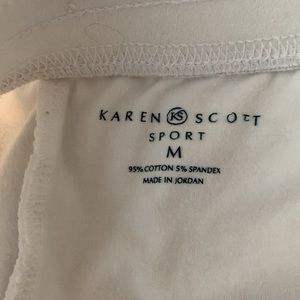 KAREN KS SCOTT
SPORT
M
95% COTTON 5% SPANDEX
MADE IN JORDAN